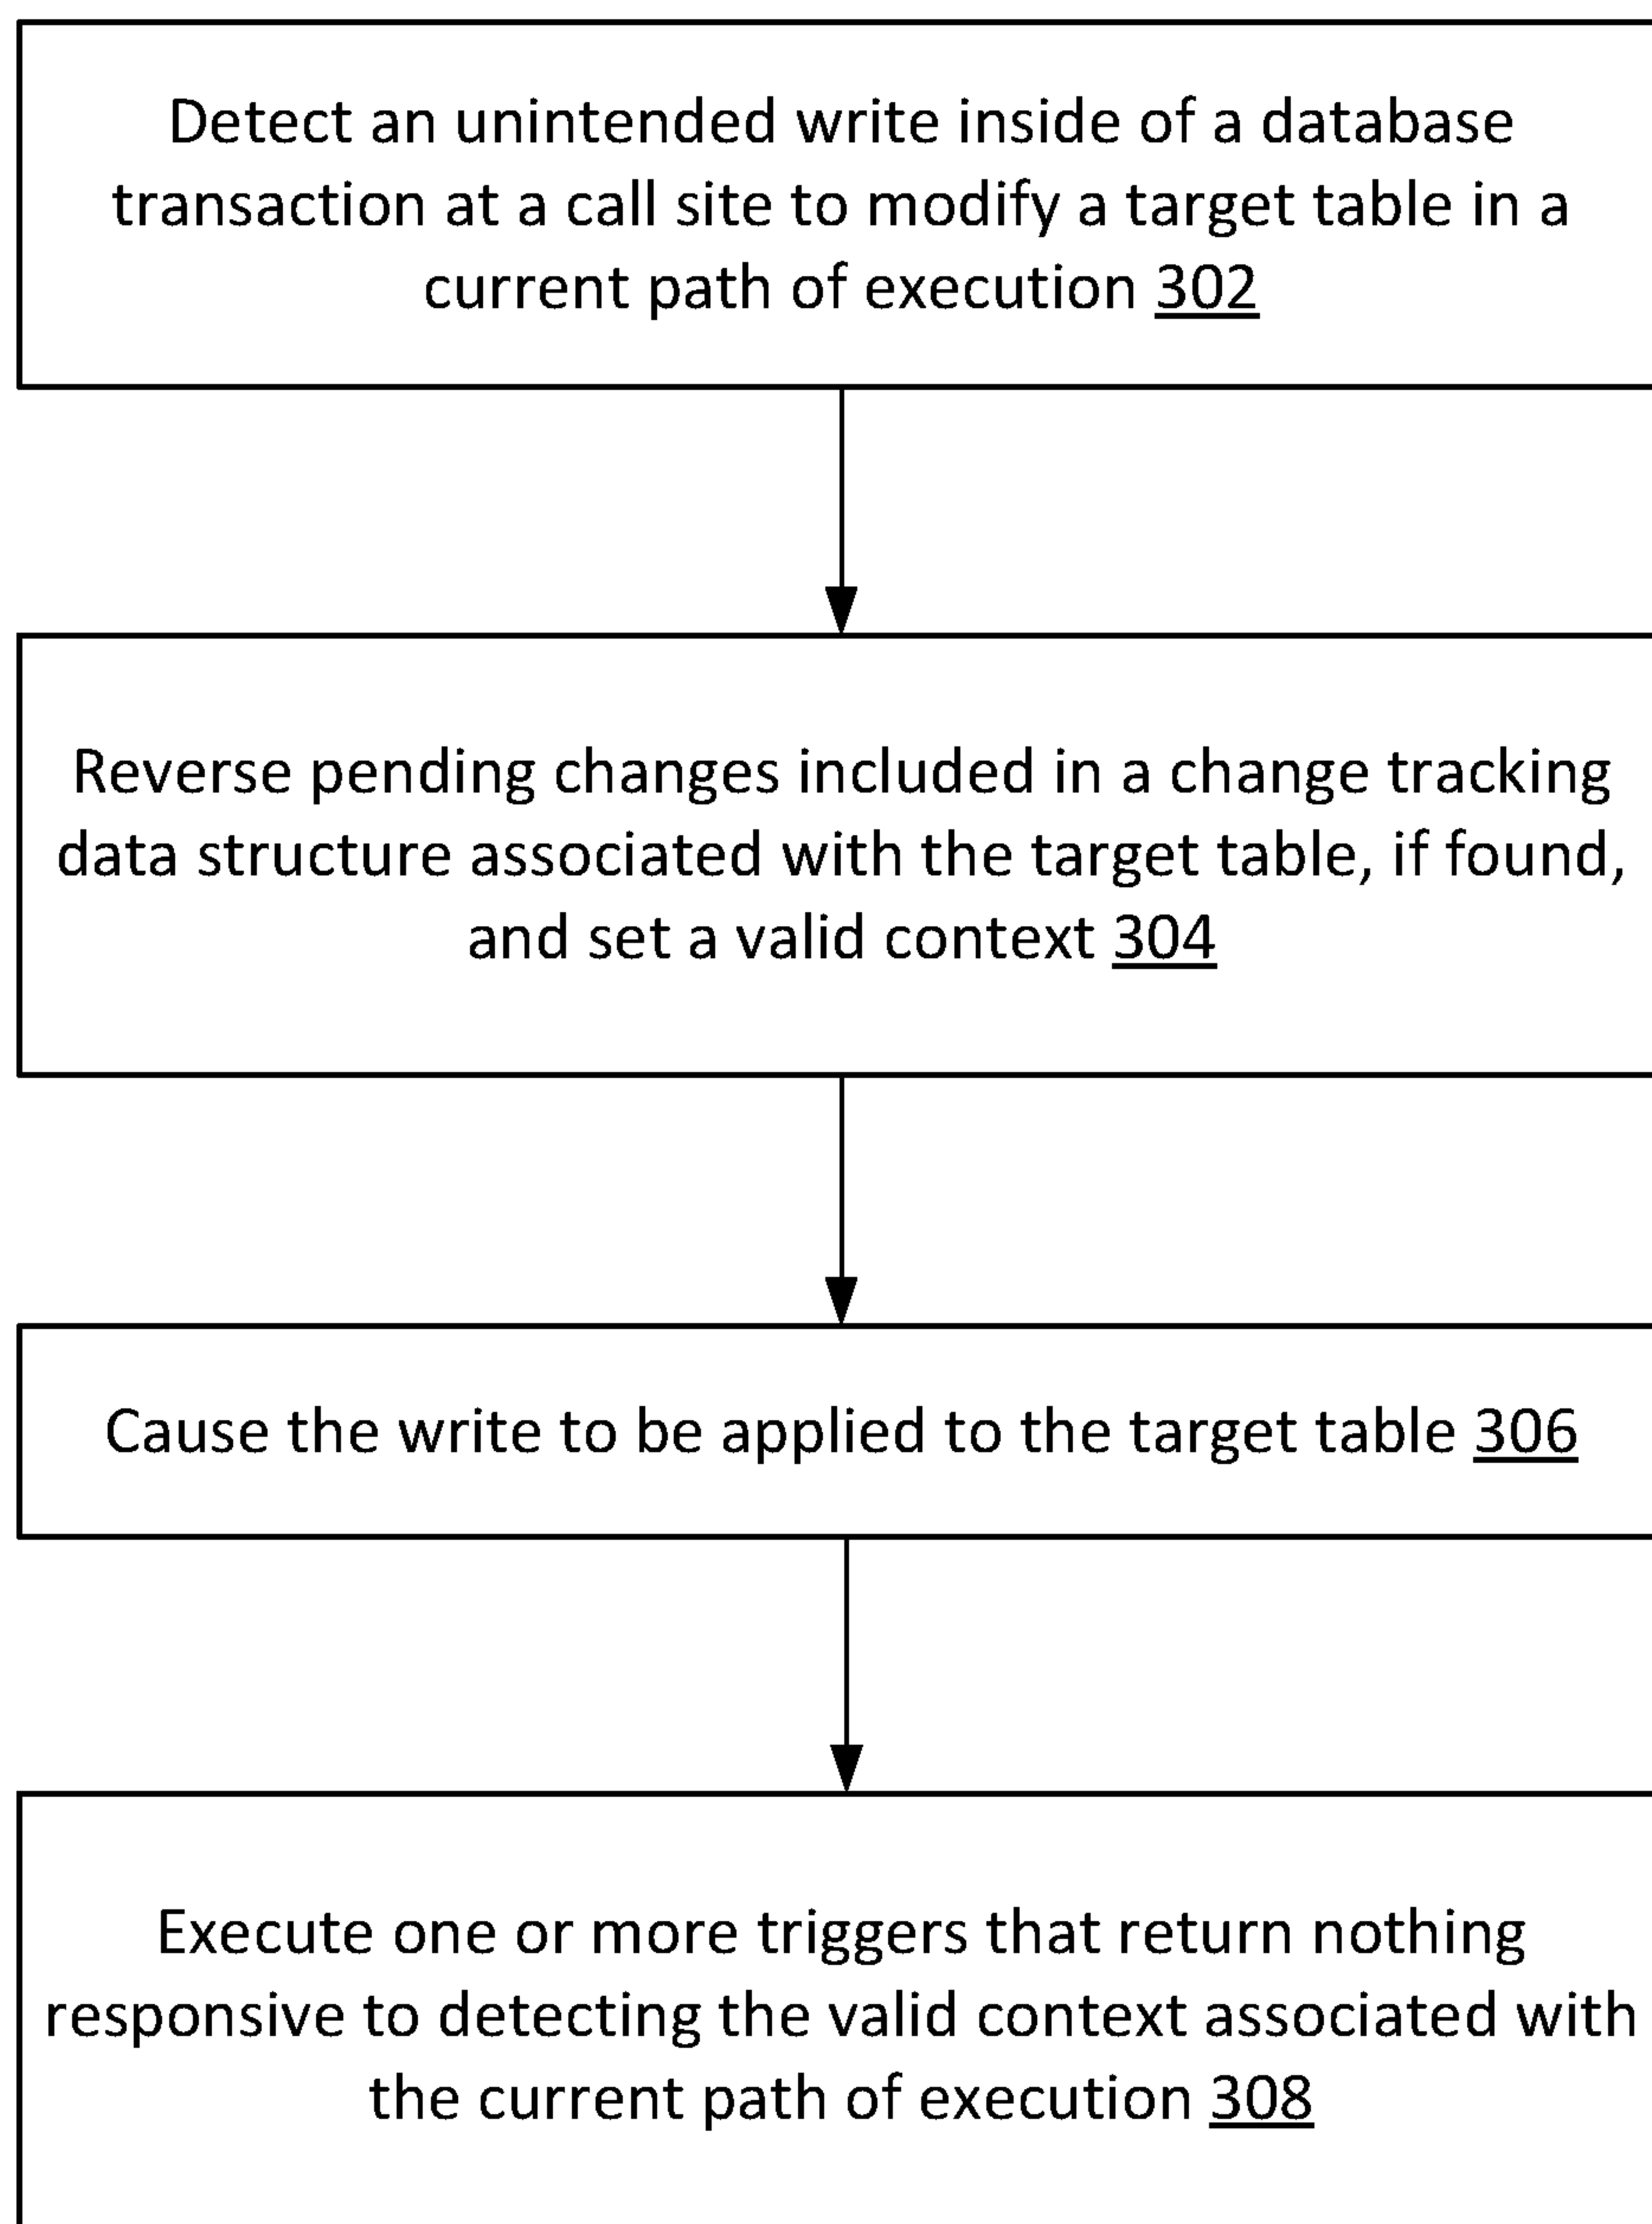 Detect an unintended write inside of a database
transaction at a call site to modify a target table in a
current path of execution 302
Reverse pending changes included in a change tracking
data structure associated with the target table, if found,
and set a valid context 304
Cause the write to be applied to the target table 306
Execute one or more triggers that return nothing
responsive to detecting the valid context associated with
the current path of execution 308